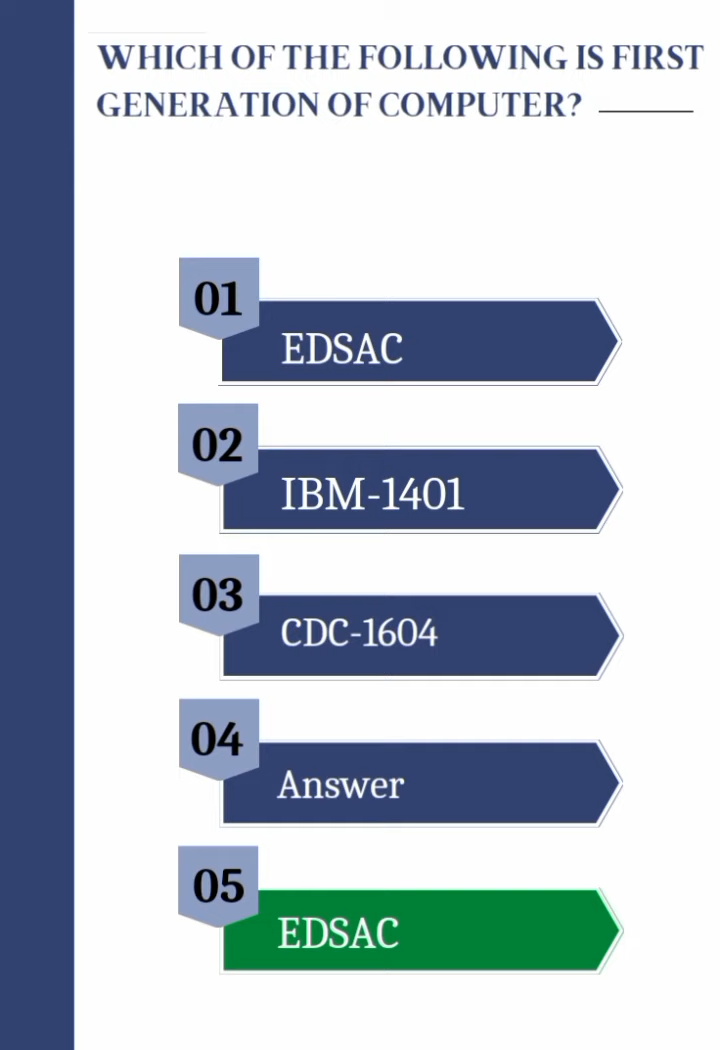 WHICH OF THE FOLLOWING IS FIRST
GENERATION OF COMPUTER?
01
EDSAC
02
IBM-1401
03
CDC-1604
04
Answer
05
EDSAC